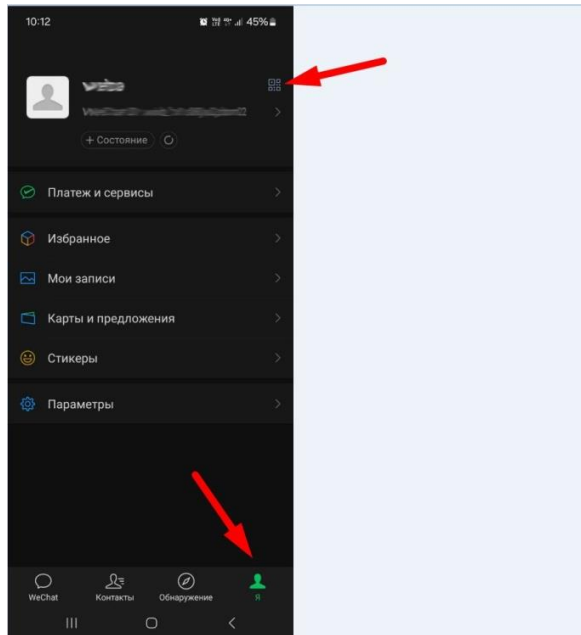 10:12
45%
+ Состояние
Платеж и сервисы
Избранное
Мои записи
Карты и предложения
Стикеры
Параметры
WeChat
Контакты
Обнаружение
Я